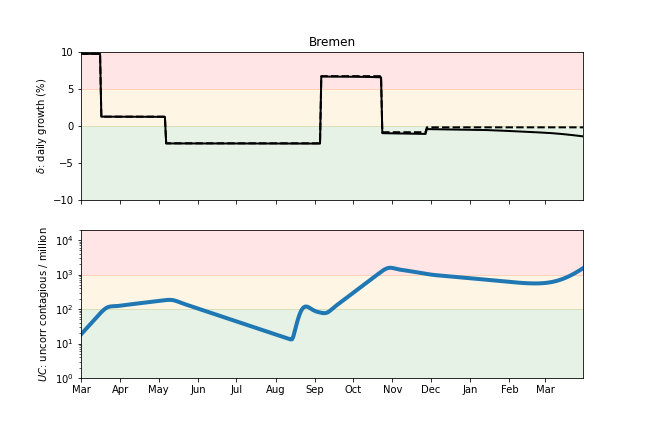 Bremen
10
5
0
−5
−10
δ: daily growth (%)
10⁴
10³
10²
10¹
10⁰
UC: uncorr contagious / million
Mar Apr May Jun Jul Aug Sep Oct Nov Dec Jan Feb Mar